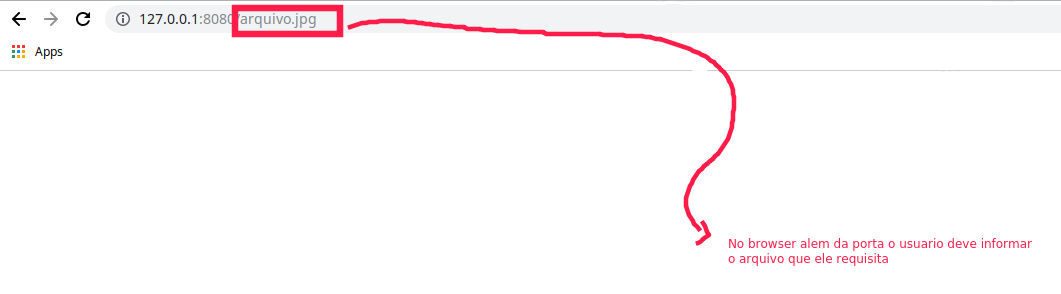 127.0.0.1:8080/arquivo.jpg
Apps
No browser alem da porta o usuario deve informar
o arquivo que ele requisita